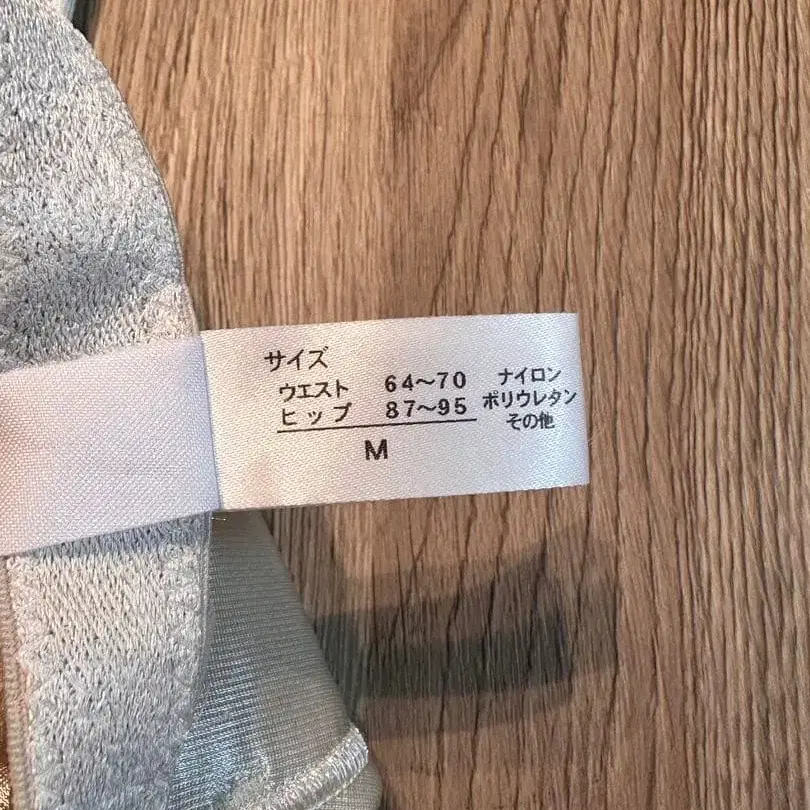 サイズ
ウエスト 64〜70
ヒップ 87〜95
M
ナイロン
ポリウレタン
その他